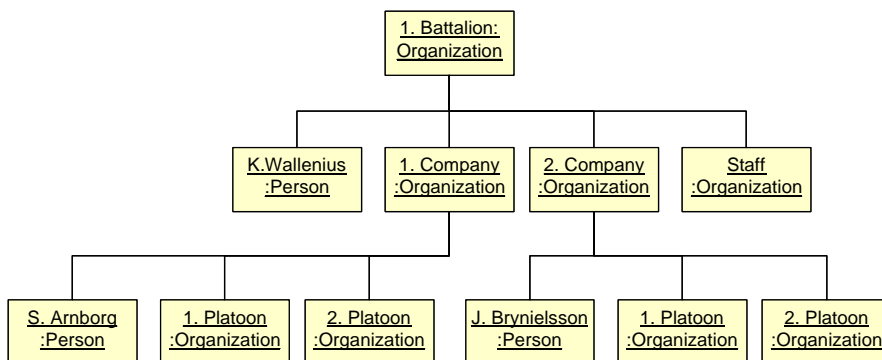 1. Battalion:
Organization
K.Wallenius
:Person
1. Company
:Organization
2. Company
:Organization
Staff
:Organization
S. Arnborg
:Person
1. Platoon
:Organization
2. Platoon
:Organization
J. Brynielsson
:Person
1. Platoon
:Organization
2. Platoon
:Organization